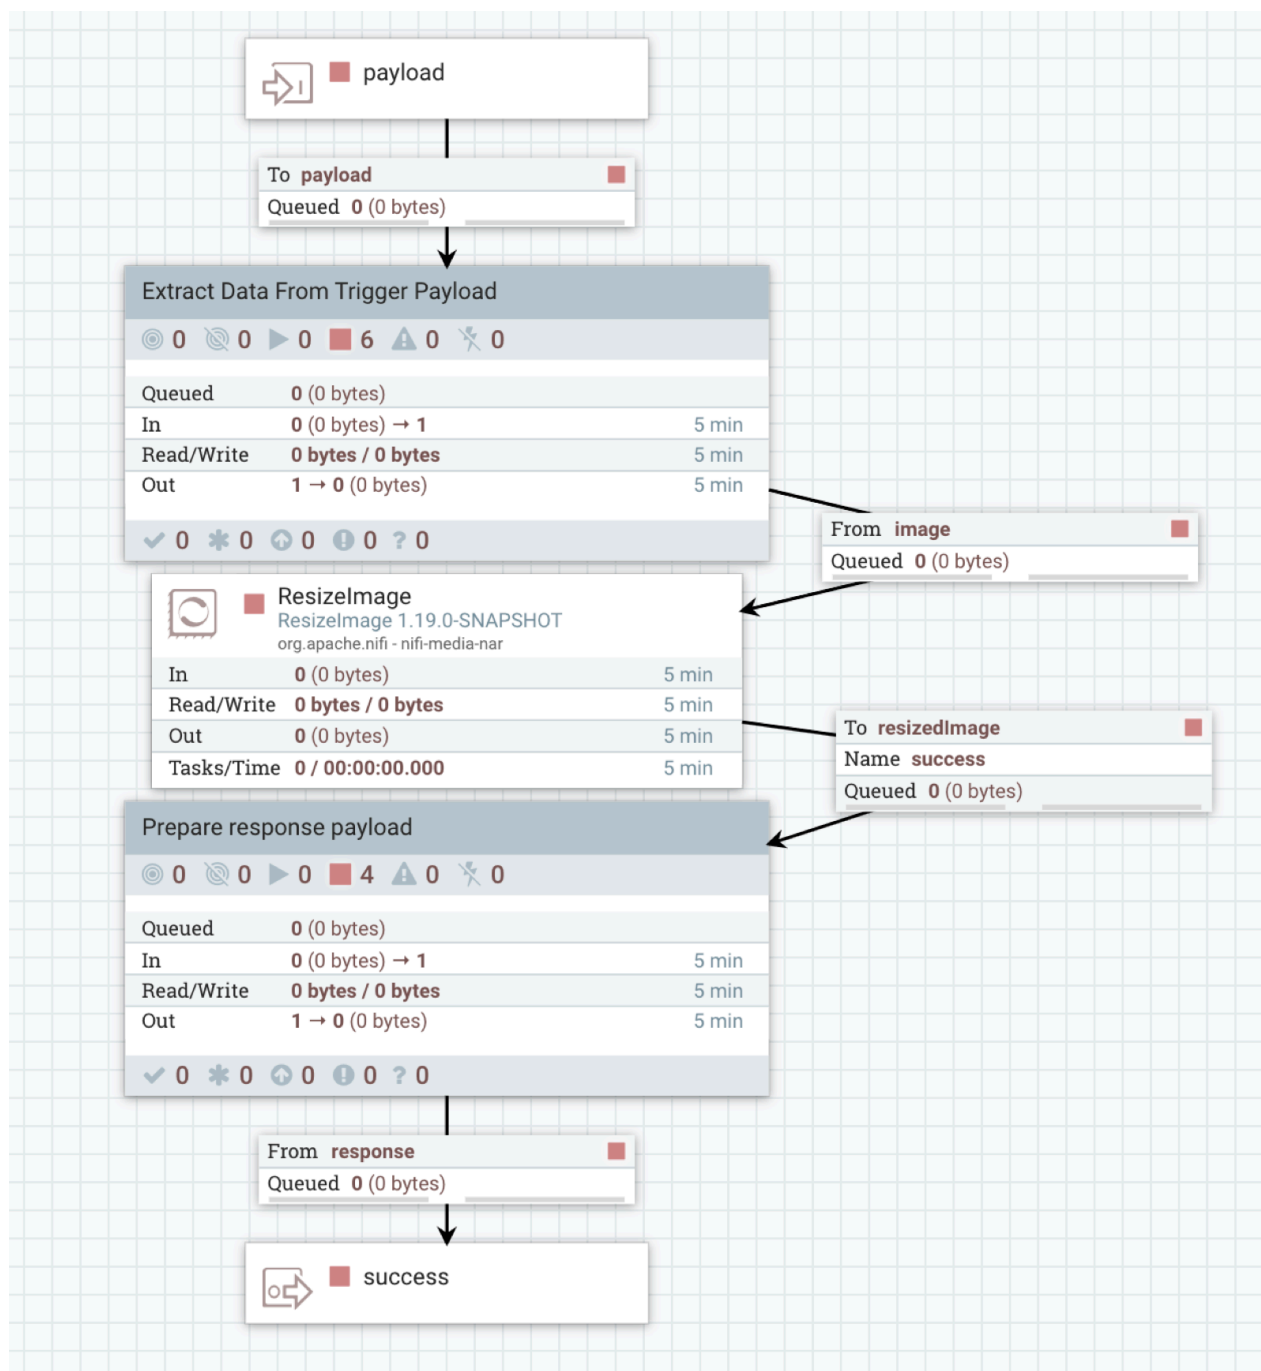 payload
To payload
Queued 0 (0 bytes)
Extract Data From Trigger Payload
0 0 0 6 0 0
Queued 0 (0 bytes)
In 0 (0 bytes) → 1 5 min
Read/Write 0 bytes / 0 bytes 5 min
Out 1 → 0 (0 bytes) 5 min
0 0 0 0 ? 0
From image
Queued 0 (0 bytes)
ResizeImage
ResizeImage 1.19.0-SNAPSHOT
org.apache.nifi - nifi-media-nar
In 0 (0 bytes) 5 min
Read/Write 0 bytes / 0 bytes 5 min
Out 0 (0 bytes) 5 min
Tasks/Time 0 / 00:00:00.000 5 min
To resizedImage
Name success
Queued 0 (0 bytes)
Prepare response payload
0 0 0 4 0 0
Queued 0 (0 bytes)
In 0 (0 bytes) → 1 5 min
Read/Write 0 bytes / 0 bytes 5 min
Out 1 → 0 (0 bytes) 5 min
0 0 0 0 ? 0
From response
Queued 0 (0 bytes)
success